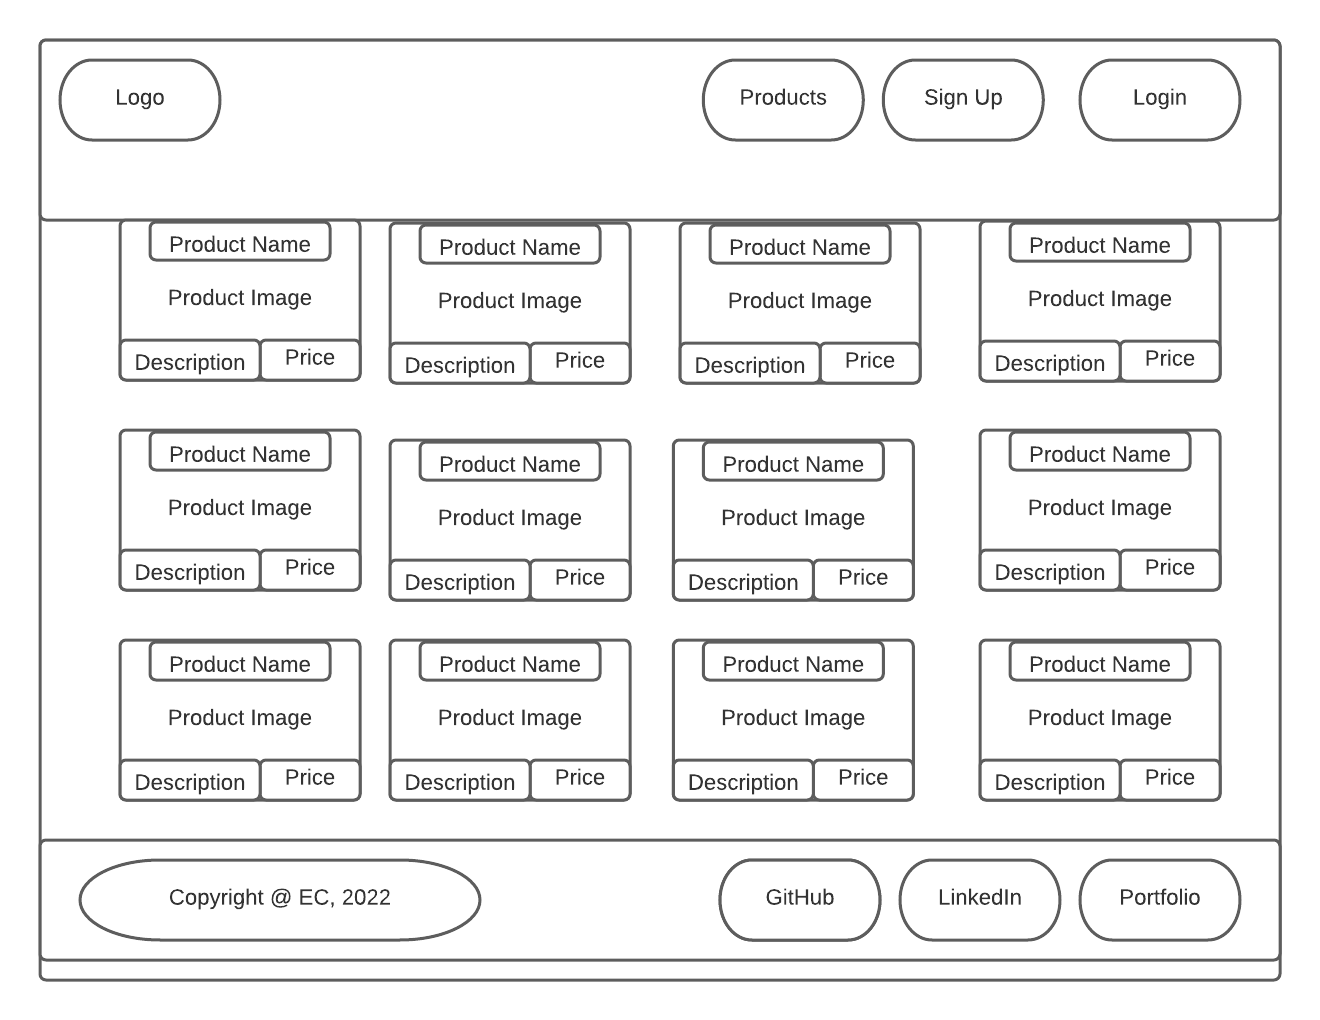 Logo
Products
Sign Up
Login
Product Name
Product Image
Description
Price
Product Name
Product Image
Description
Price
Product Name
Product Image
Description
Price
Product Name
Product Image
Description
Price
Product Name
Product Image
Description
Price
Product Name
Product Image
Description
Price
Product Name
Product Image
Description
Price
Product Name
Product Image
Description
Price
Product Name
Product Image
Description
Price
Product Name
Product Image
Description
Price
Product Name
Product Image
Description
Price
Product Name
Product Image
Description
Price
Copyright @ EC, 2022
GitHub
LinkedIn
Portfolio